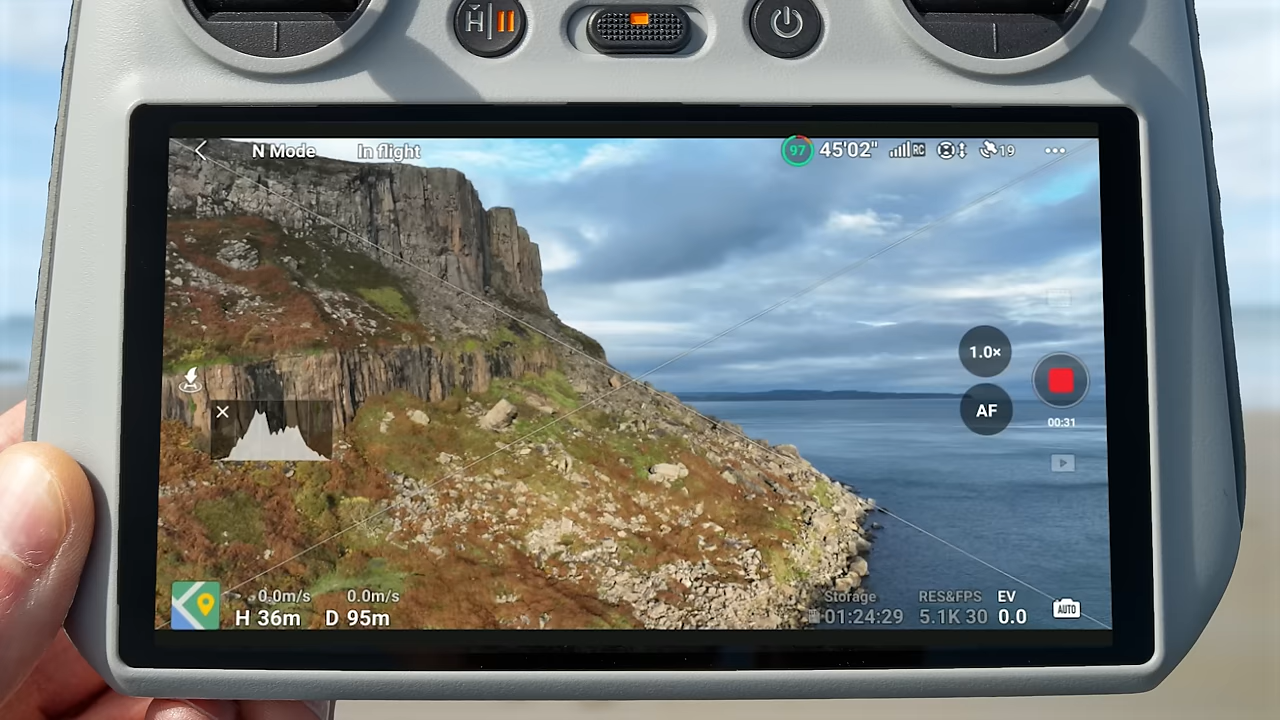 H
N Mode In flight 97 45'02" RC 19
1.0×
AF
00:31
0.0m/s 0.0m/s
H 36m D 95m
Storage RES&FPS EV
01:24:29 5.1K 30 0.0
AUTO